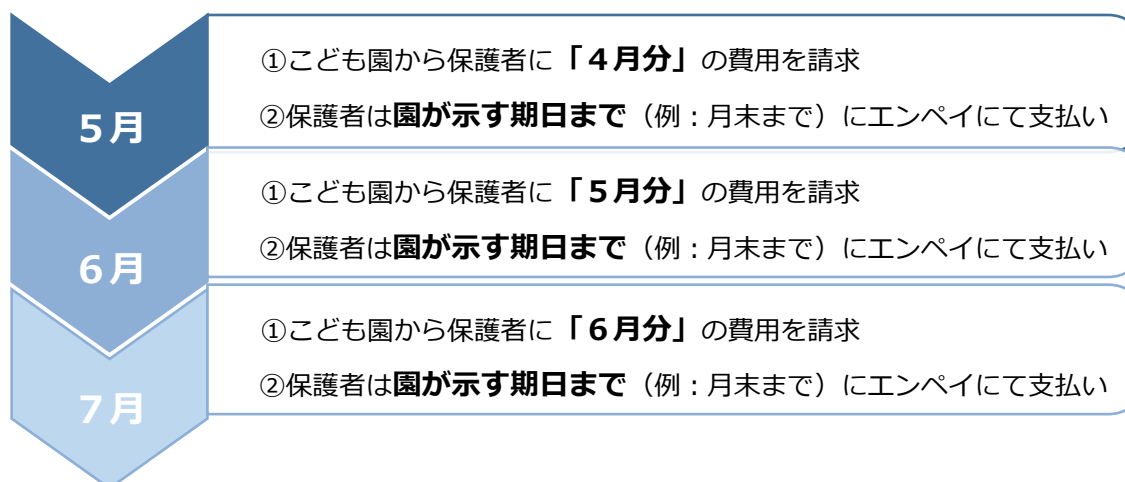 5月
①こども園から保護者に「４月分」の費用を請求
②保護者は園が示す期日まで（例：月末まで）にエンペイにて支払い
6月
①こども園から保護者に「５月分」の費用を請求
②保護者は園が示す期日まで（例：月末まで）にエンペイにて支払い
7月
①こども園から保護者に「６月分」の費用を請求
②保護者は園が示す期日まで（例：月末まで）にエンペイにて支払い